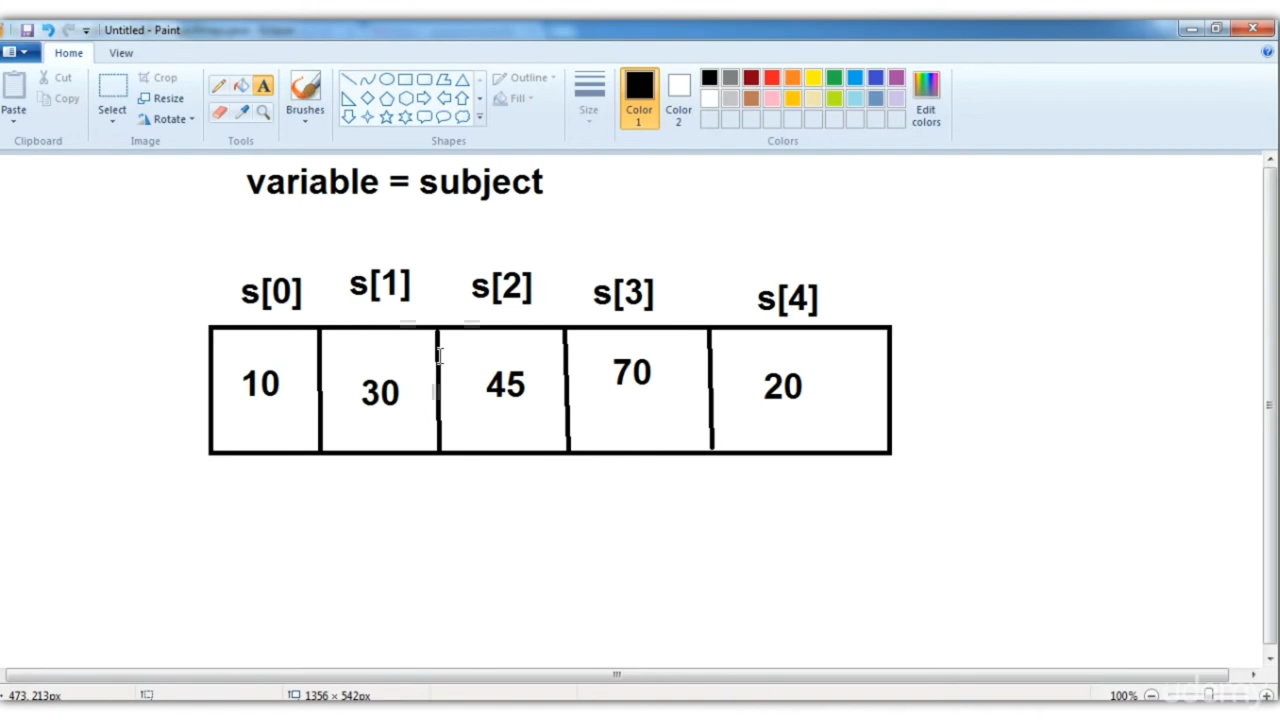 Untitled - Paint
Home View
Paste
Cut
Copy
Clipboard
Select
Crop
Resize
Rotate
Image
A
Tools
Brushes
Outline
Fill
Shapes
Size
Color 1
Color 2
Edit colors
Colors
variable = subject
s[0] s[1] s[2] s[3] s[4]
10 30 45 70 20
473, 213px
1356 × 542px
100%
udemy